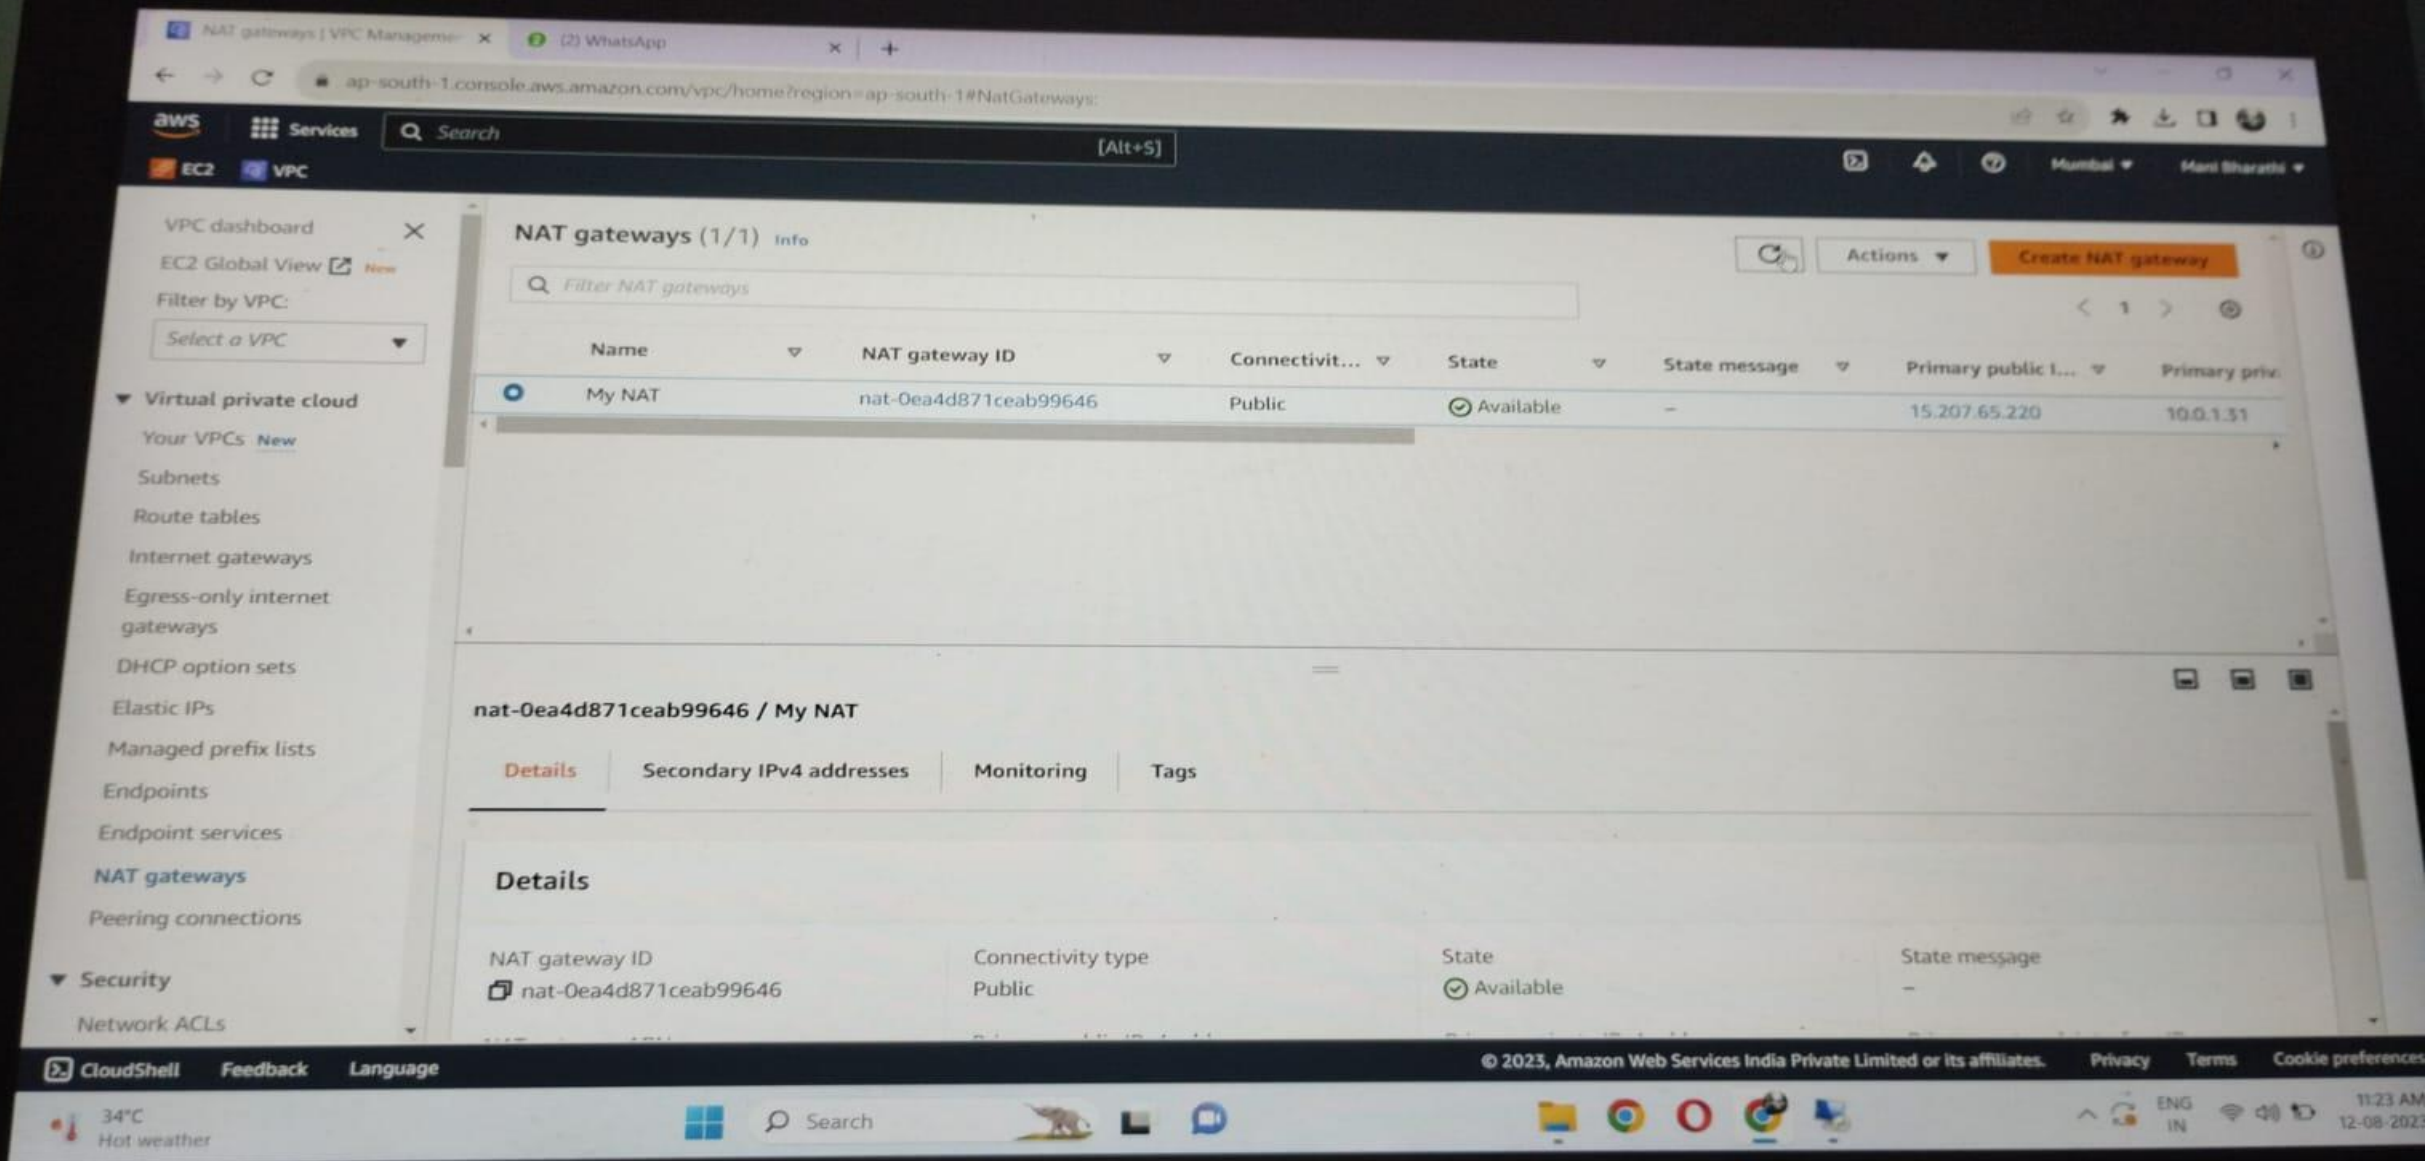 NAT gateways | VPC Manageme
(2) WhatsApp
ap-south-1.console.aws.amazon.com/vpc/home?region=ap-south-1#NatGateways:
aws
Services
Search
[Alt+S]
Mumbai
Mani Bharathi
EC2
VPC
VPC dashboard
EC2 Global View New
Filter by VPC:
Select a VPC
Virtual private cloud
Your VPCs New
Subnets
Route tables
Internet gateways
Egress-only internet
gateways
DHCP option sets
Elastic IPs
Managed prefix lists
Endpoints
Endpoint services
NAT gateways
Peering connections
Security
Network ACLs
NAT gateways (1/1) Info
Actions
Create NAT gateway
Filter NAT gateways
1
Name NAT gateway ID Connectivit... State State message Primary public I... Primary priv
My NAT nat-0ea4d871ceab99646 Public Available – 15.207.65.220 10.0.1.31
nat-0ea4d871ceab99646 / My NAT
Details Secondary IPv4 addresses Monitoring Tags
Details
NAT gateway ID Connectivity type State State message
nat-0ea4d871ceab99646 Public Available –
CloudShell Feedback Language
© 2023, Amazon Web Services India Private Limited or its affiliates. Privacy Terms Cookie preferences
34°C
Hot weather
Search
ENG
IN
11:23 AM
12-08-2023